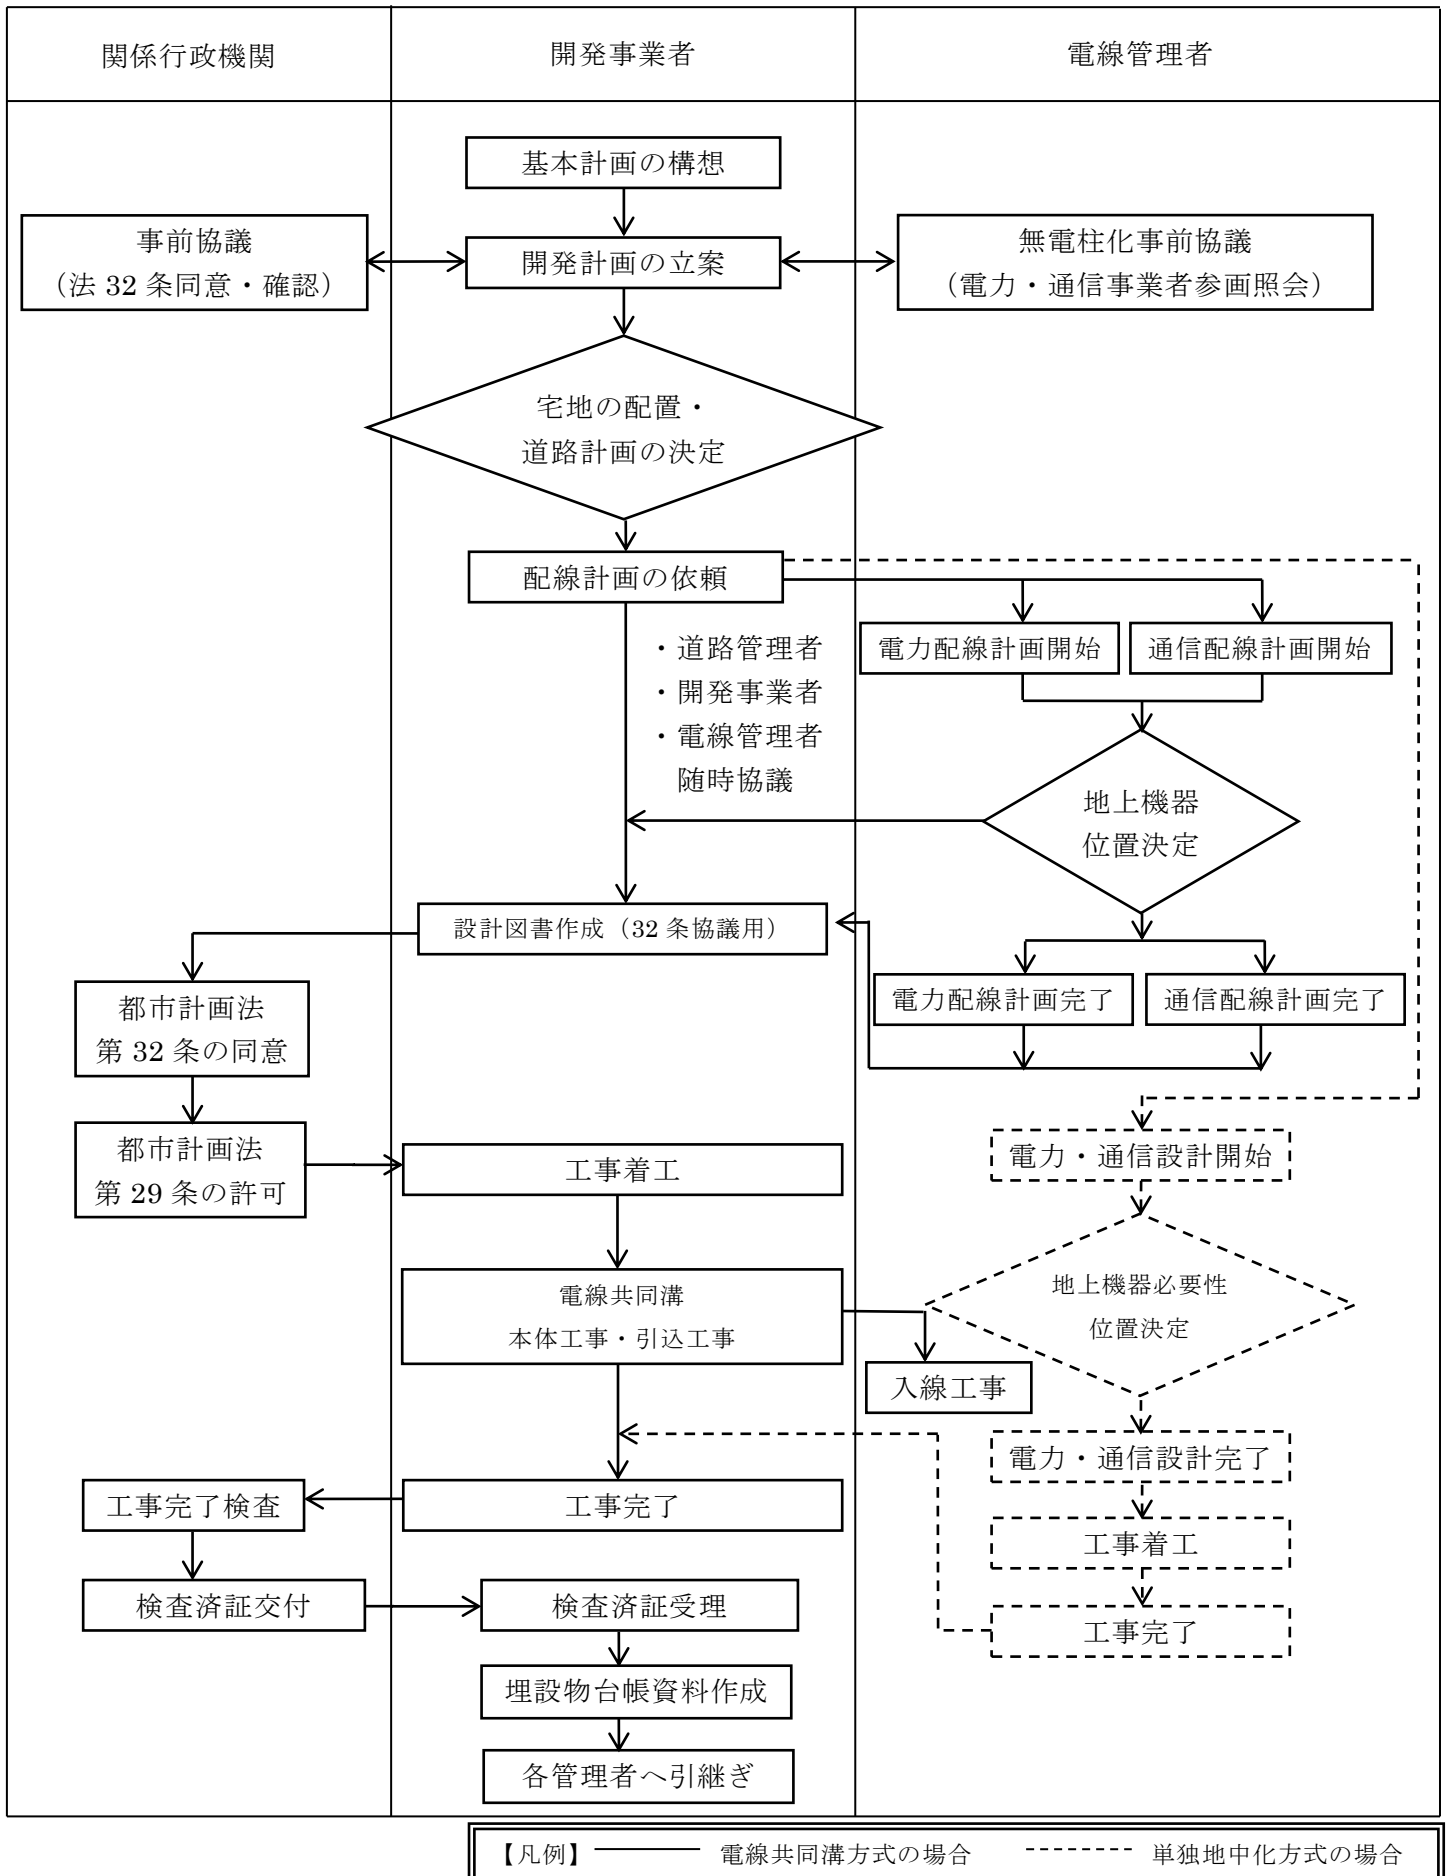 関係行政機関
開発事業者
電線管理者
基本計画の構想
事前協議
（法 32 条同意・確認）
開発計画の立案
無電柱化事前協議
（電力・通信事業者参画照会）
宅地の配置・
道路計画の決定
配線計画の依頼
・道路管理者
・開発事業者
・電線管理者
随時協議
電力配線計画開始
通信配線計画開始
地上機器
位置決定
設計図書作成（32 条協議用）
電力配線計画完了
通信配線計画完了
都市計画法
第 32 条の同意
都市計画法
第 29 条の許可
工事着工
電力・通信設計開始
電線共同溝
本体工事・引込工事
地上機器必要性
位置決定
入線工事
電力・通信設計完了
工事完了検査
工事完了
工事着工
検査済証交付
検査済証受理
工事完了
埋設物台帳資料作成
各管理者へ引継ぎ
【凡例】 電線共同溝方式の場合 単独地中化方式の場合